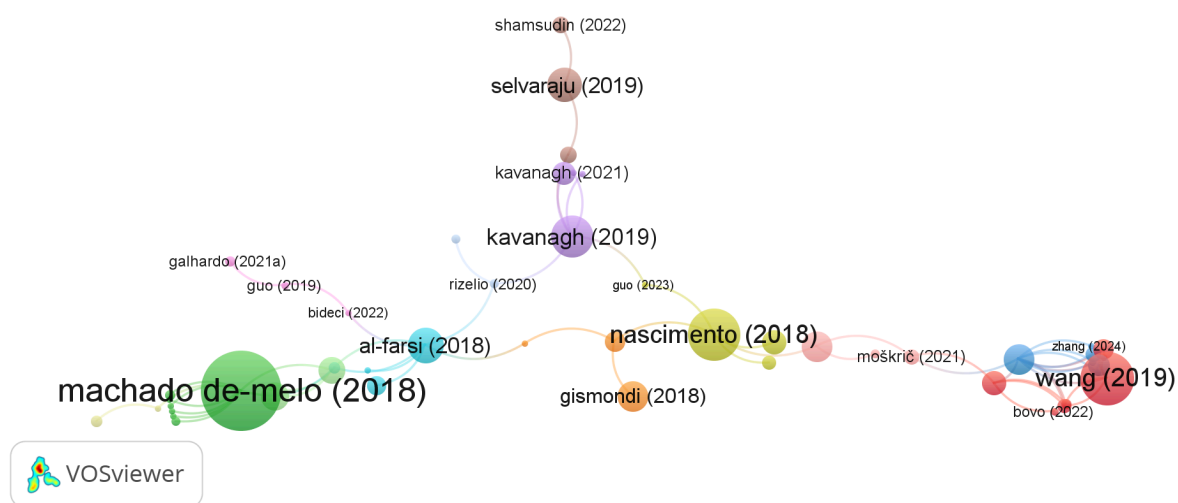 shamsudin (2022)
selvaraju (2019)
kavanagh (2021)
kavanagh (2019)
galhardo (2021a)
guo (2019)
rizelio (2020)
guo (2023)
bideci (2022)
nascimento (2018)
al-farsi (2018)
zhang (2024)
moškrič (2021)
wang (2019)
machado de-melo (2018)
gismondi (2018)
bovo (2022)
VOSviewer